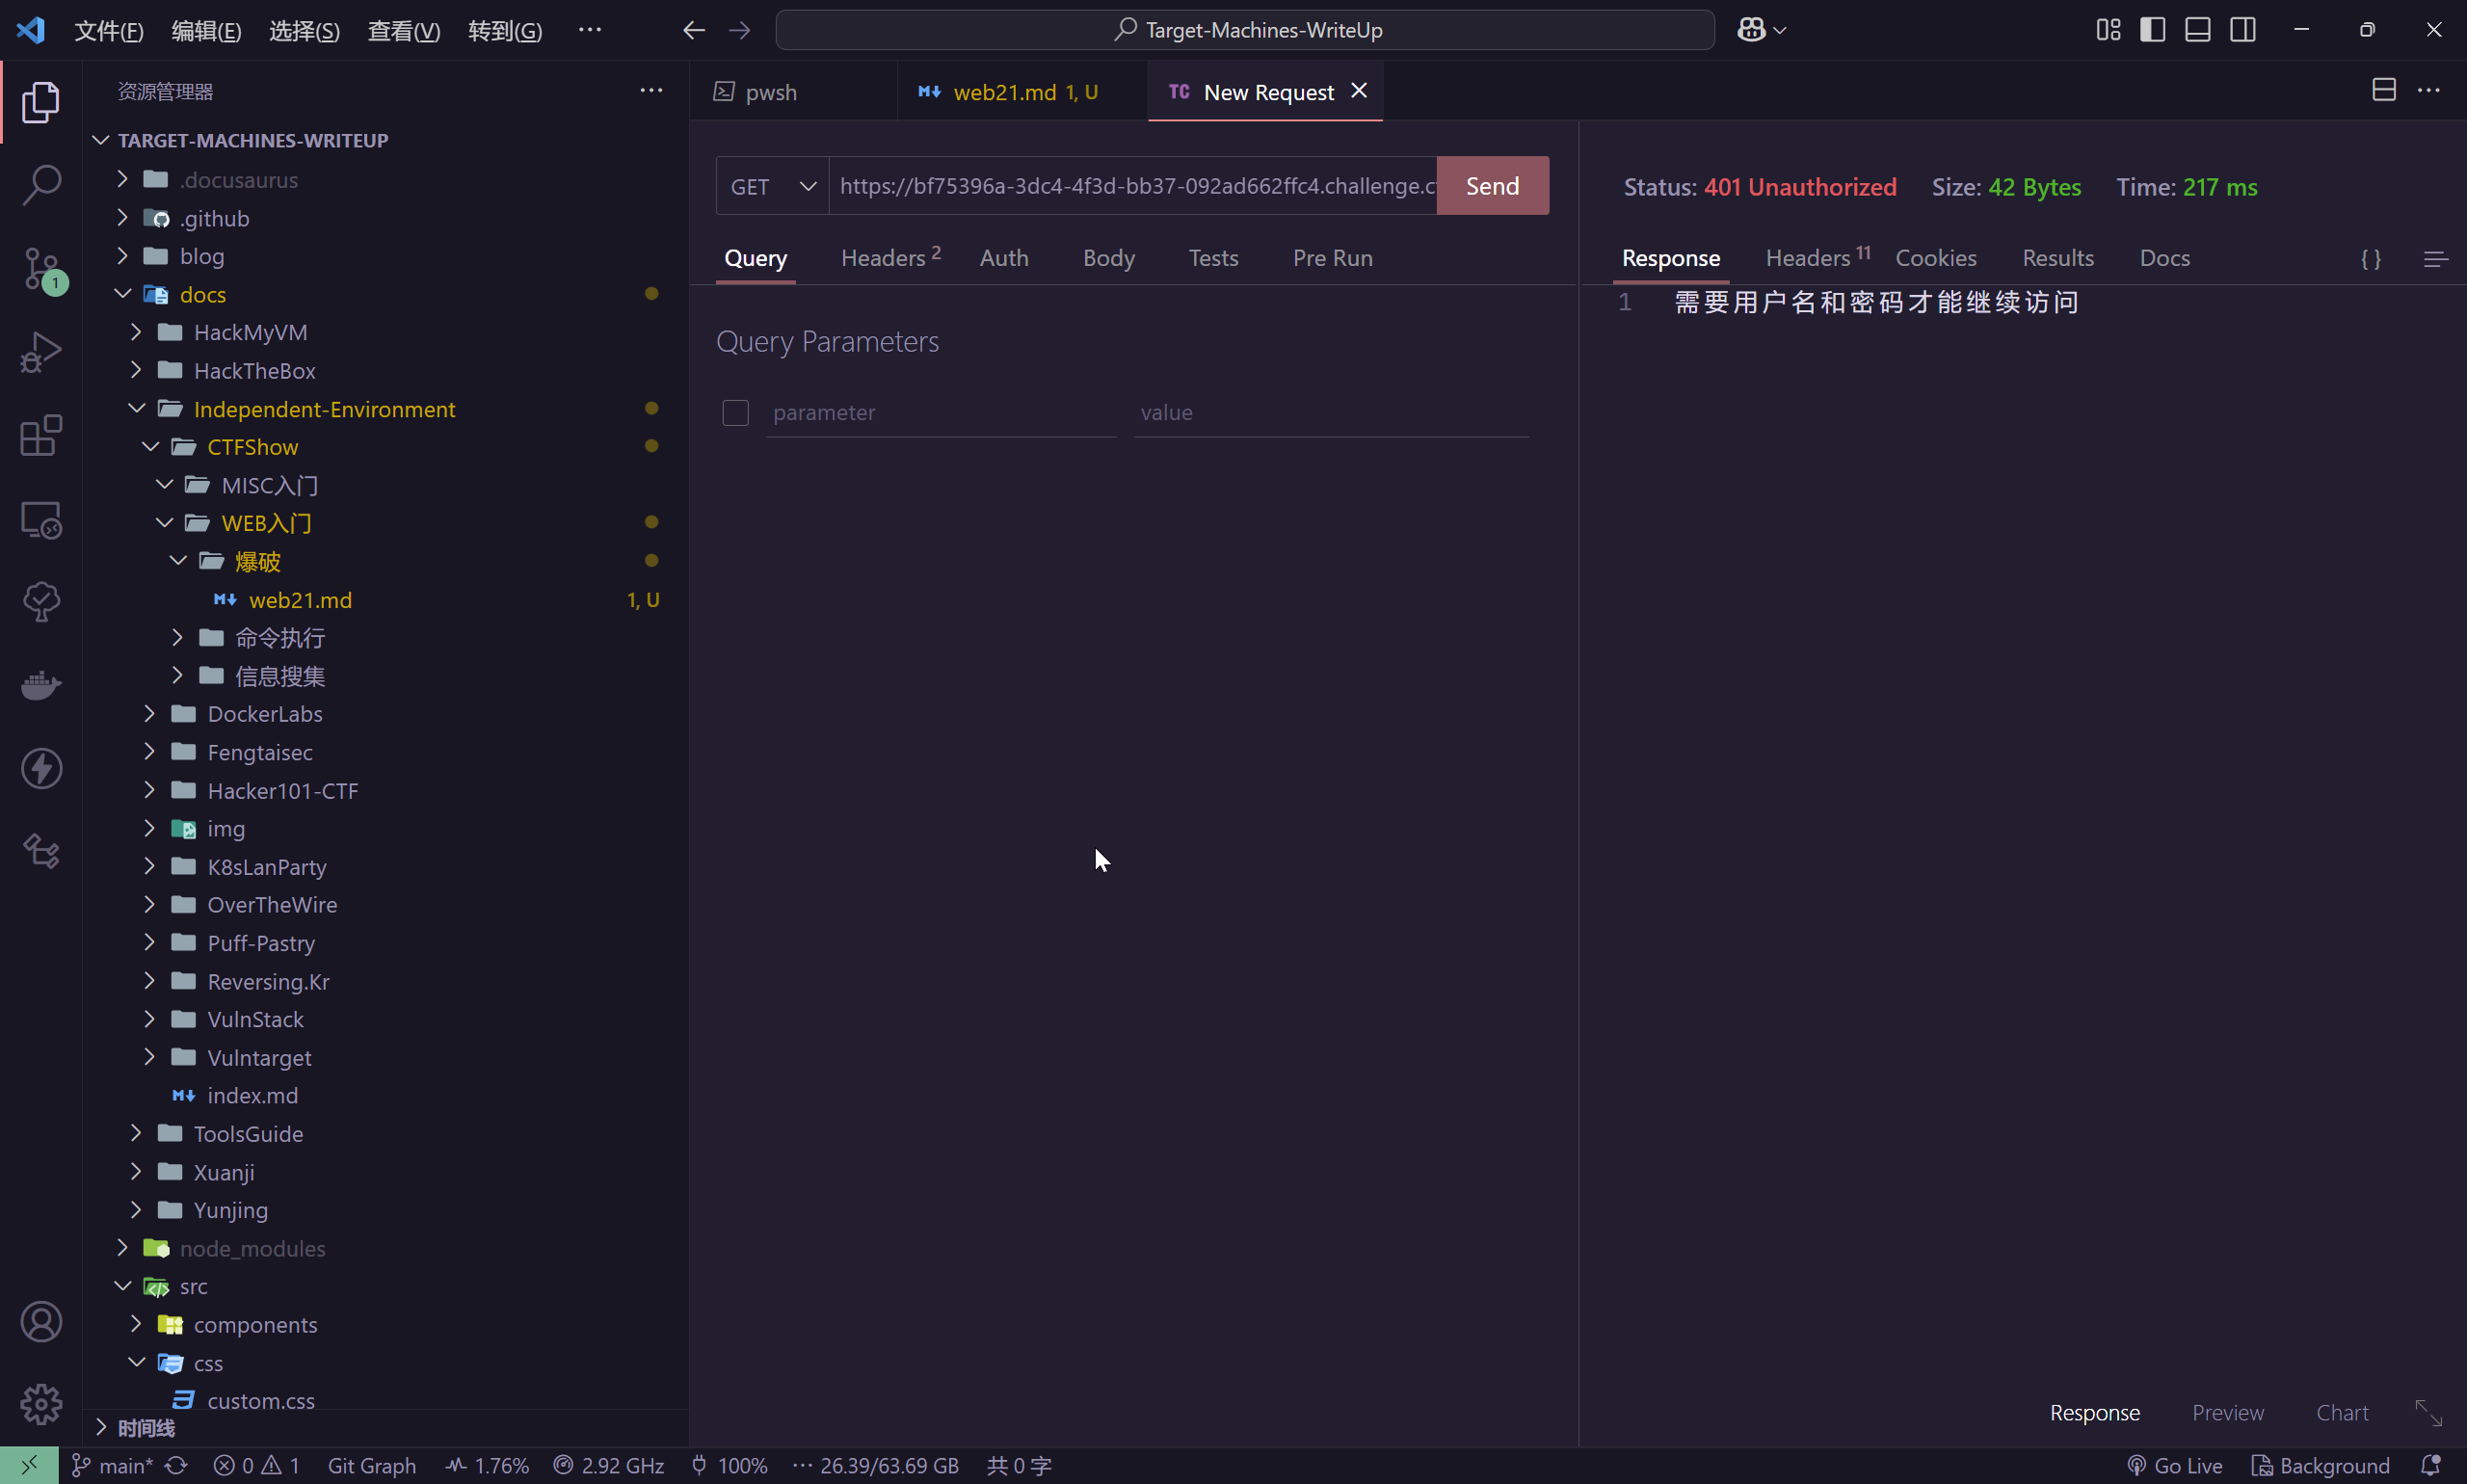 文件(F) 编辑(E) 选择(S) 查看(V) 转到(G) ··· Target-Machines-WriteUp
资源管理器 ···
TARGET-MACHINES-WRITEUP
.docusaurus
.github
blog
docs
HackMyVM
HackTheBox
Independent-Environment
CTFShow
MISC入门
WEB入门
爆破
web21.md 1, U
命令执行
信息搜集
DockerLabs
Fengtaisec
Hacker101-CTF
img
K8sLanParty
OverTheWire
Puff-Pastry
Reversing.Kr
VulnStack
Vulntarget
index.md
ToolsGuide
Xuanji
Yunjing
node_modules
src
components
css
custom.css
时间线
1
pwsh web21.md 1, U TC New Request
GET https://bf75396a-3dc4-4f3d-bb37-092ad662ffc4.challenge.c Send
Query Headers 2 Auth Body Tests Pre Run
Query Parameters
parameter value
Status: 401 Unauthorized Size: 42 Bytes Time: 217 ms
Response Headers 11 Cookies Results Docs { }
1 需要用户名和密码才能继续访问
Response Preview Chart
main* 0 1 Git Graph 1.76% 2.92 GHz 100% ··· 26.39/63.69 GB 共 0 字 Go Live Background